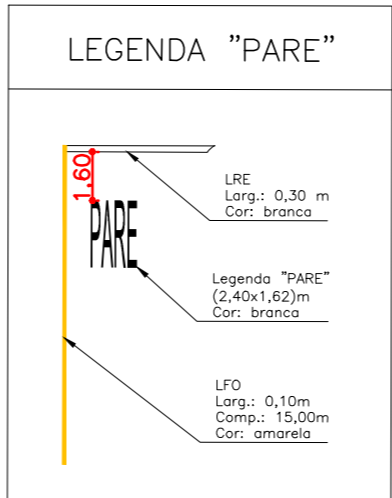 LEGENDA "PARE"
1.60
PARE
LRE
Larg.: 0,30 m
Cor: branca
Legenda "PARE"
(2,40x1,62)m
Cor: branca
LFO
Larg.: 0,10m
Comp.: 15,00m
Cor: amarela